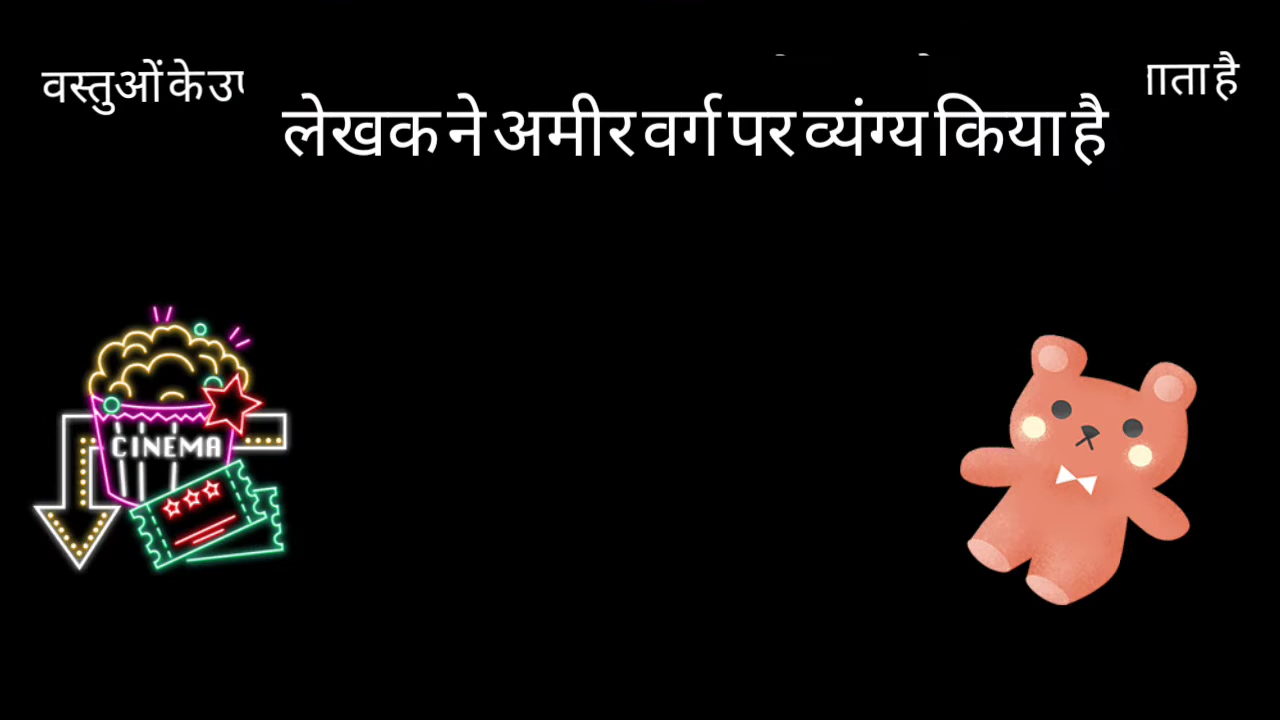 वस्तुओं के
लेखक ने अमीर वर्ग पर व्यंग्य किया है
है
CINEMA